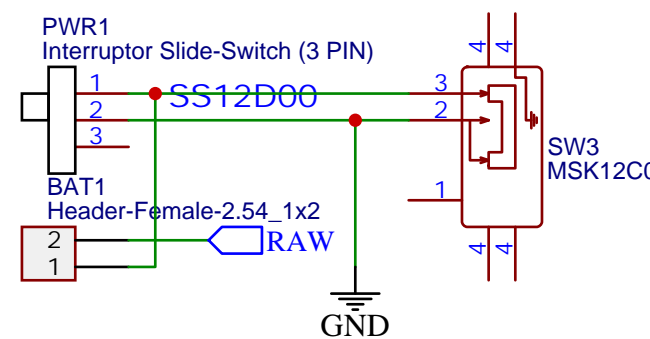 PWR1
Interruptor Slide-Switch (3 PIN)
1
SS12D00
2
3
BAT1
Header-Female-2.54_1x2
2
1
RAW
GND
4
4
3
2
1
SW3
MSK12C0
4
4